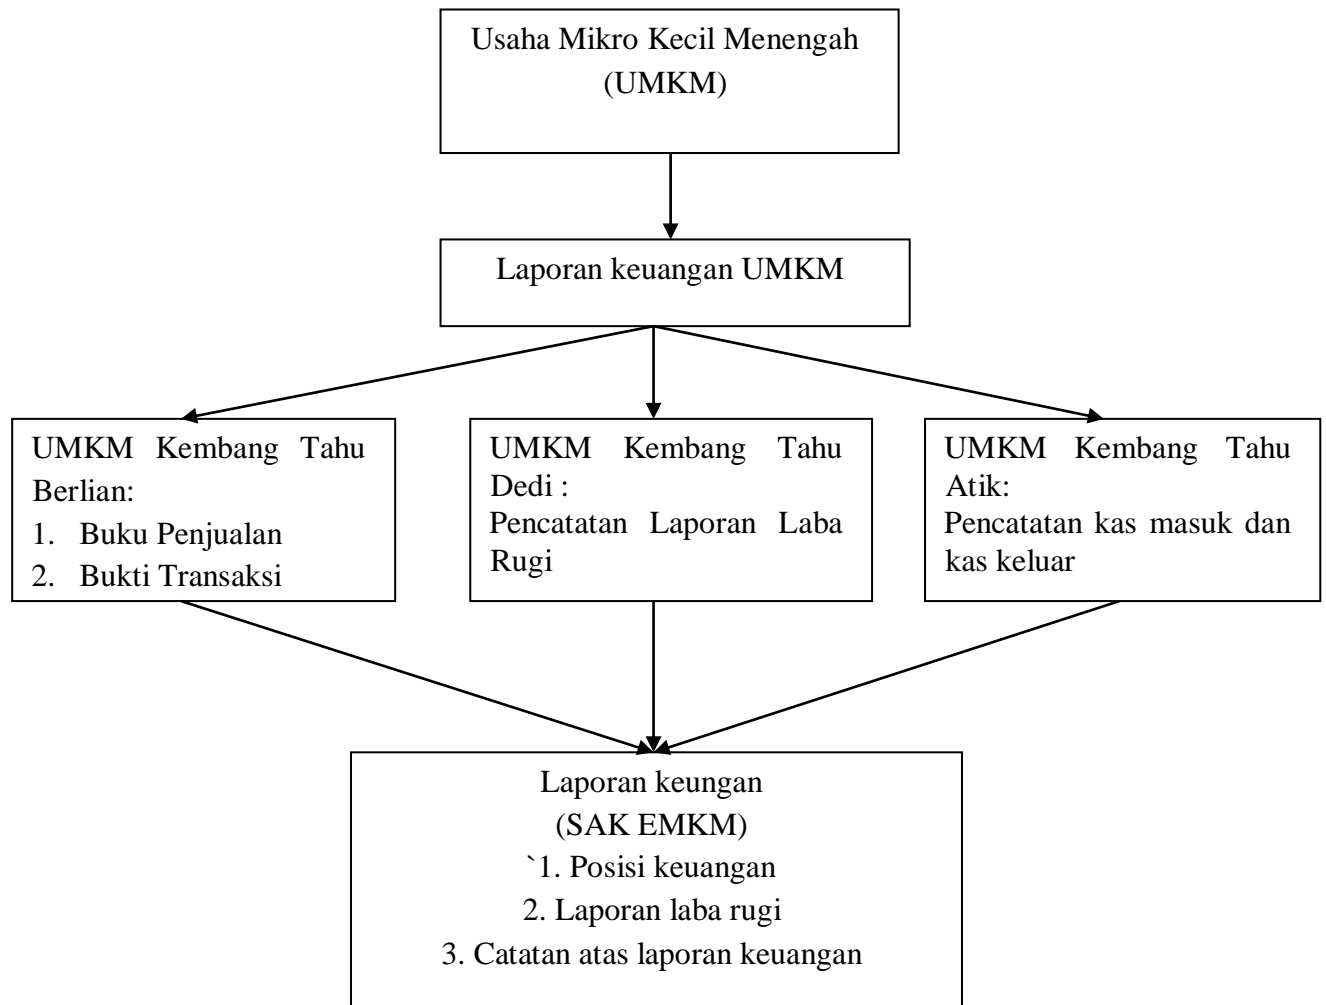 Usaha Mikro Kecil Menengah
(UMKM)
Laporan keuangan UMKM
UMKM Kembang Tahu
Berlian:
1. Buku Penjualan
2. Bukti Transaksi
UMKM Kembang Tahu
Dedi :
Pencatatan Laporan Laba
Rugi
UMKM Kembang Tahu
Atik:
Pencatatan kas masuk dan
kas keluar
Laporan keungan
(SAK EMKM)
`1. Posisi keuangan
2. Laporan laba rugi
3. Catatan atas laporan keuangan